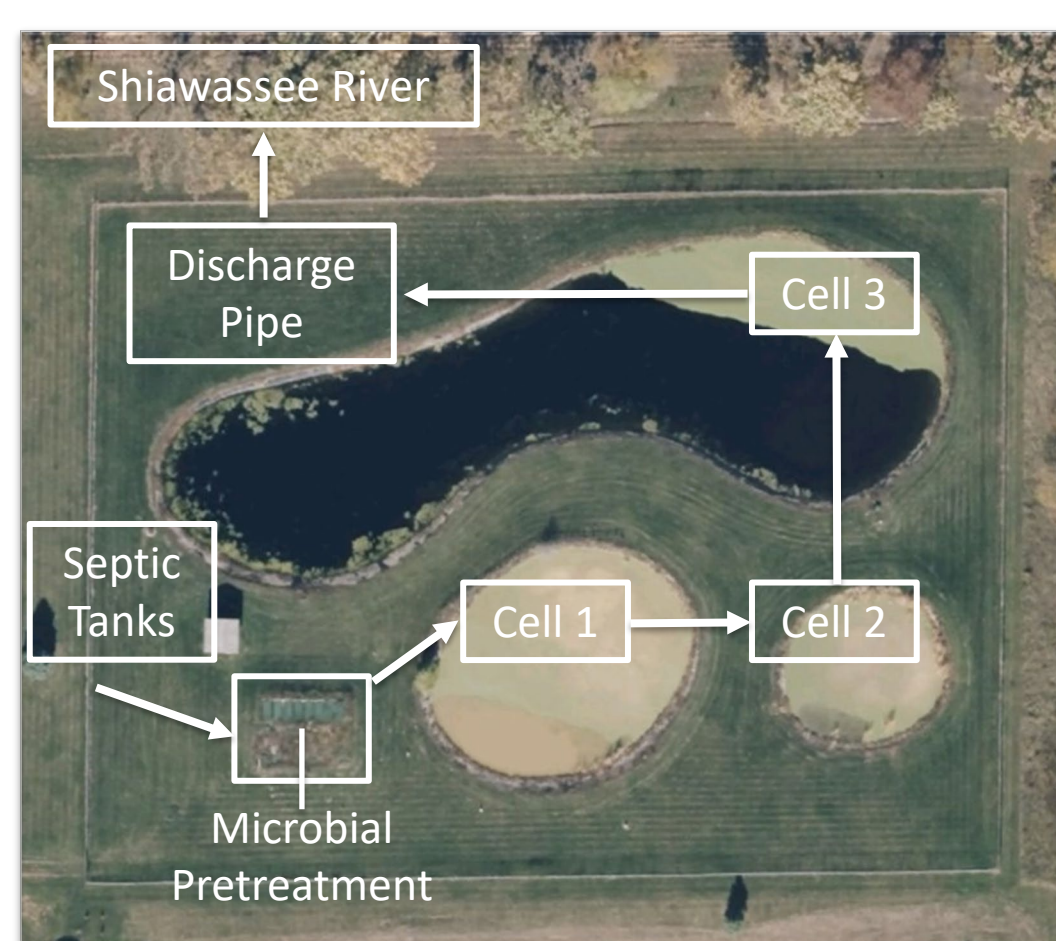 Shiawassee River
Discharge
Pipe
Cell 3
Septic
Tanks
Cell 1
Cell 2
Microbial
Pretreatment